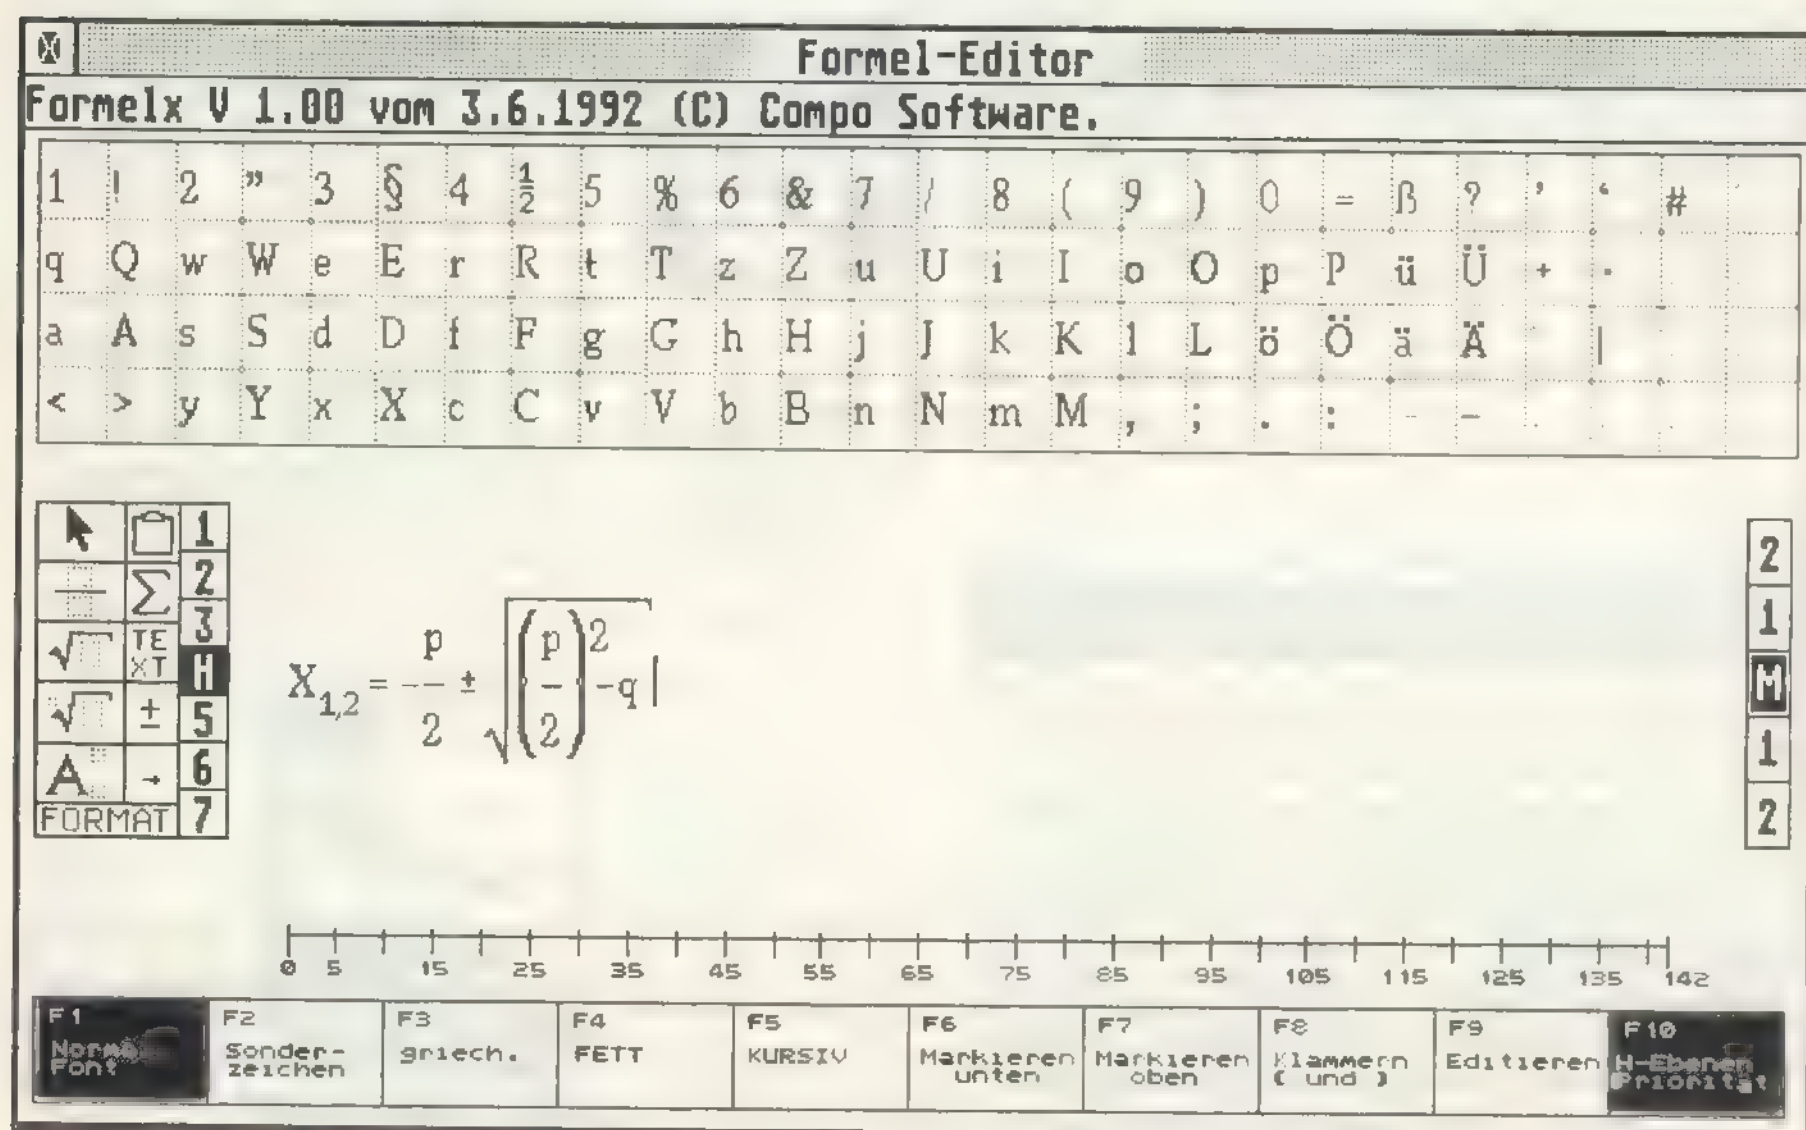 Formel-Editor
Formelx V 1.00 vom 3.6.1992 (C) Compo Software.
1 ! 2 ” 3 § 4 ½ 5 % 6 & 7 / 8 ( 9 ) 0 = ß ? ’ ‘ #
q Q w W e E r R t T z Z u U i I o O p P ü Ü + *
a A s S d D f F g G h H j J k K l L ö Ö ä Ä |
< > y Y x X c C v V b B n N m M , ; . : - –
1
2
3
H
5
6
7
Σ
√
TE
XT
√
±
A
→
FORMAT
X₁,₂ = -p/2 ± √((p/2)²-q
2
1
M
1
2
0 5 15 25 35 45 55 65 75 85 95 105 115 125 135 142
F1
Normal
Font
F2
Sonder-
zeichen
F3
griech.
F4
FETT
F5
KURSIV
F6
Markieren
unten
F7
Markieren
oben
F8
Klammern
( und )
F9
Editieren
F10
H-Ebenen
Priorität